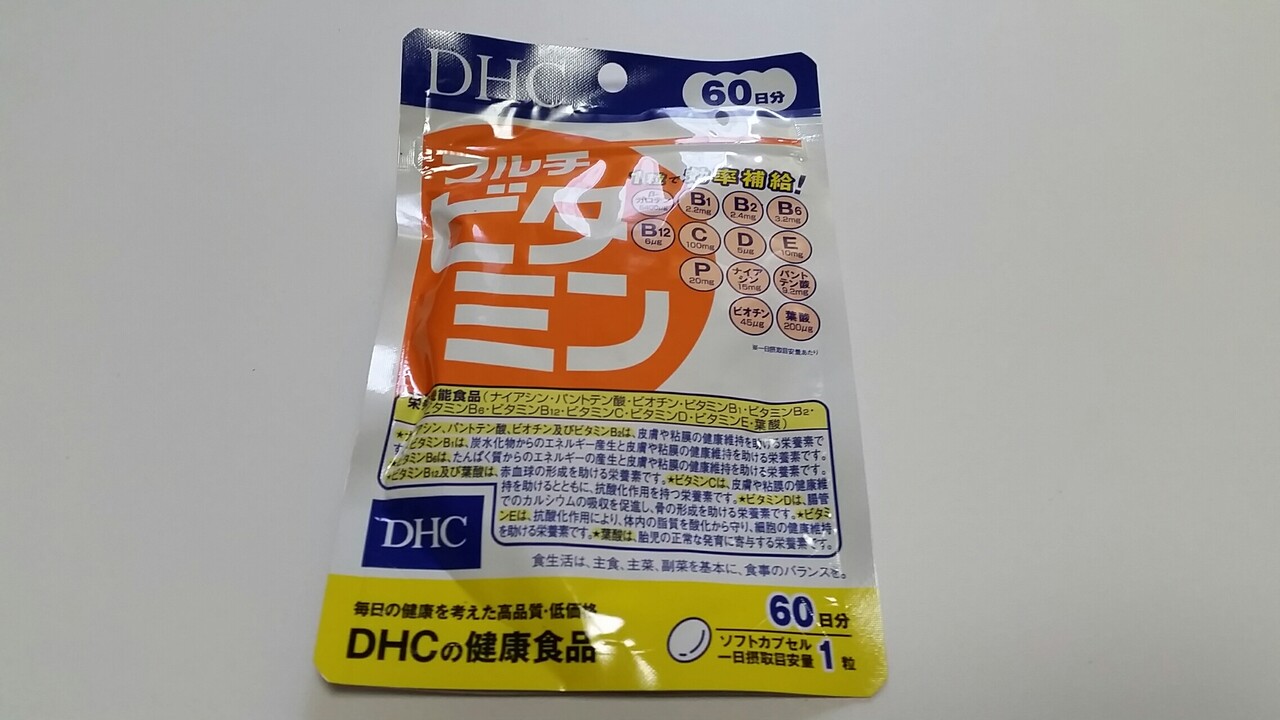 DHC
60日分
マルチ
ビタ
ミン
1粒で効率補給!
B1 2.2mg
B2 2.4mg
B6 3.2mg
B12 6μg
C 100mg
D 5μg
E 10mg
P 20mg
ナイアシン 15mg
パントテン酸 9.2mg
ビオチン 45μg
葉酸 200μg
※一日摂取目安量あたり
機能食品(ナイアシン・パントテン酸・ビオチン・ビタミンB1・ビタミンB2・
ビタミンB6・ビタミンB12・ビタミンC・ビタミンD・ビタミンE・葉酸)
アシン、パントテン酸、ビオチン及びビタミンB2は、皮膚や粘膜の健康維持を助ける栄養素で
す。ビタミンB1は、炭水化物からのエネルギー産生と皮膚や粘膜の健康維持を助ける栄養素です。
★ビタミンB6は、たんぱく質からのエネルギーの産生と皮膚や粘膜の健康維持を助ける栄養素です。
★ビタミンB12及び葉酸は、赤血球の形成を助ける栄養素です。★ビタミンCは、皮膚や粘膜の健康維
持を助けるとともに、抗酸化作用を持つ栄養素です。★ビタミンDは、腸管
でのカルシウムの吸収を促進し、骨の形成を助ける栄養素です。★ビタミ
ンEは、抗酸化作用により、体内の脂質を酸化から守り、細胞の健康維持
を助ける栄養素です。★葉酸は、胎児の正常な発育に寄与する栄養素です。
DHC
食生活は、主食、主菜、副菜を基本に、食事のバランスを。
毎日の健康を考えた高品質・低価格
DHCの健康食品
60日分
ソフトカプセル
一日摂取目安量 1粒